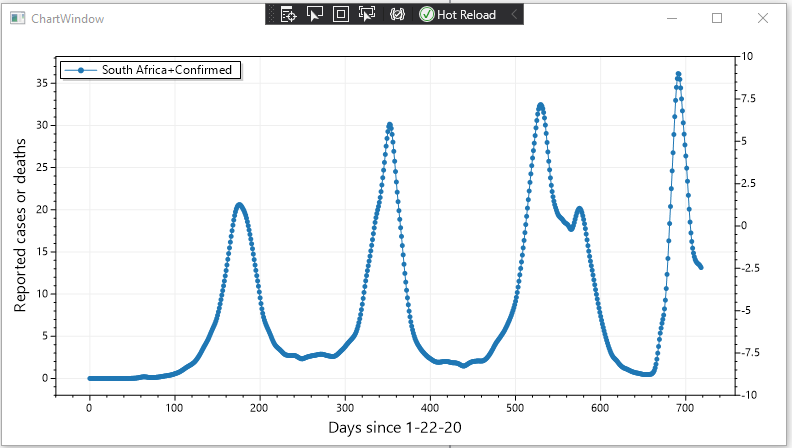 ChartWindow
Hot Reload
South Africa+Confirmed
Reported cases or deaths
35
30
25
20
15
10
5
0
10
7.5
5
2.5
0
-2.5
-5
-7.5
-10
0 100 200 300 400 500 600 700
Days since 1-22-20